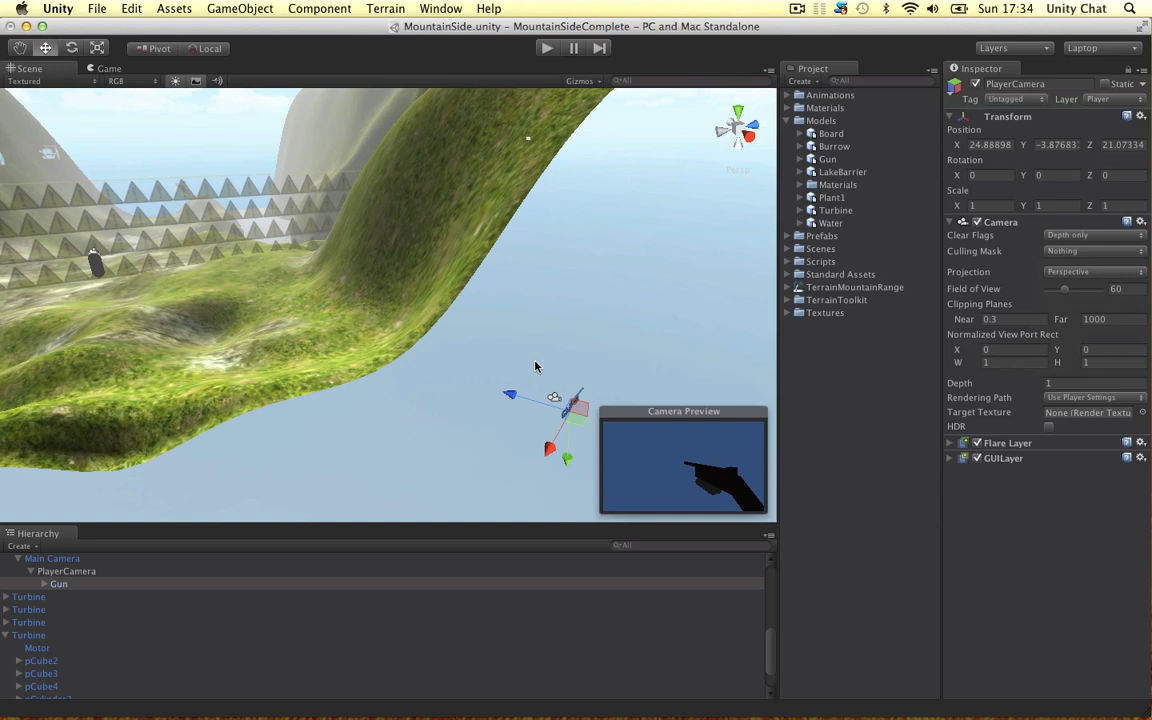 Unity File Edit Assets GameObject Component Terrain Window Help Sun 17:34 Unity Chat
MountainSide.unity – MountainSideComplete – PC and Mac Standalone
Pivot Local Layers Laptop
Scene Game
Textured RGB Gizmos All
Persp
Camera Preview
Hierarchy
Create All
Main Camera
PlayerCamera
Gun
Turbine
Turbine
Turbine
Turbine
Motor
pCube2
pCube3
pCube4
pCylinder2
Project
Create All
Animations
Materials
Models
Board
Burrow
Gun
LakeBarrier
Materials
Plant1
Turbine
Water
Prefabs
Scenes
Scripts
Standard Assets
TerrainMountainRange
TerrainToolkit
Textures
Inspector
PlayerCamera Static
Tag Untagged Layer Player
Transform
Position
X 24.88898 Y -3.87683 Z 21.07334
Rotation
X 0 Y 0 Z 0
Scale
X 1 Y 1 Z 1
Camera
Clear Flags Depth only
Culling Mask Nothing
Projection Perspective
Field of View 60
Clipping Planes
Near 0.3 Far 1000
Normalized View Port Rect
X 0 Y 0
W 1 H 1
Depth 1
Rendering Path Use Player Settings
Target Texture None (Render Textu
HDR
Flare Layer
GUILayer